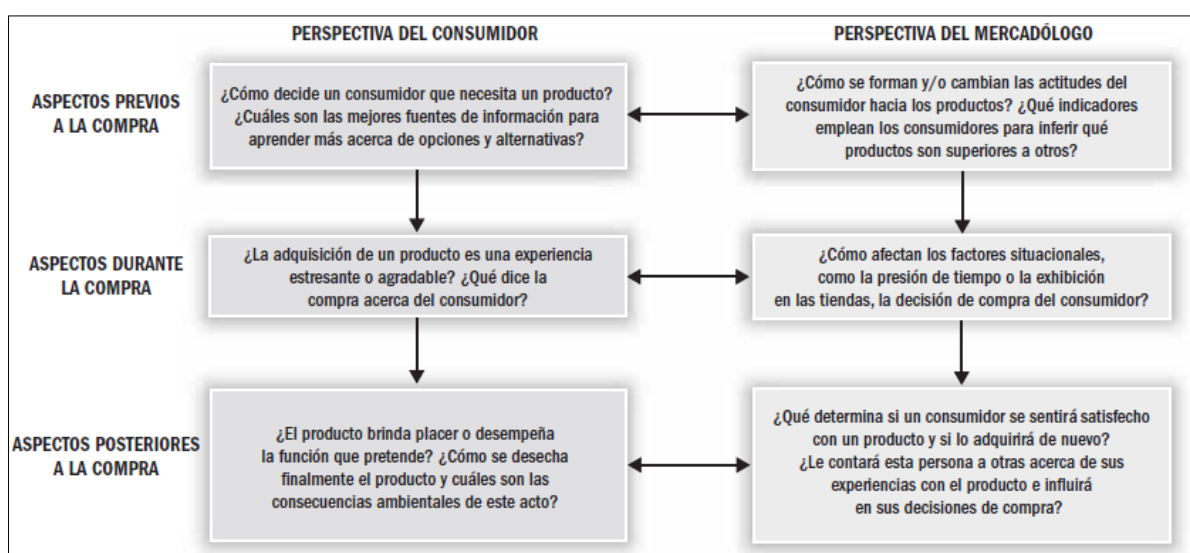 PERSPECTIVA DEL CONSUMIDOR
PERSPECTIVA DEL MERCADÓLOGO
ASPECTOS PREVIOS
A LA COMPRA
¿Cómo decide un consumidor que necesita un producto?
¿Cuáles son las mejores fuentes de información para
aprender más acerca de opciones y alternativas?
¿Cómo se forman y/o cambian las actitudes del
consumidor hacia los productos? ¿Qué indicadores
emplean los consumidores para inferir qué
productos son superiores a otros?
ASPECTOS DURANTE
LA COMPRA
¿La adquisición de un producto es una experiencia
estresante o agradable? ¿Qué dice la
compra acerca del consumidor?
¿Cómo afectan los factores situacionales,
como la presión de tiempo o la exhibición
en las tiendas, la decisión de compra del consumidor?
ASPECTOS POSTERIORES
A LA COMPRA
¿El producto brinda placer o desempeña
la función que pretende? ¿Cómo se desecha
finalmente el producto y cuáles son las
consecuencias ambientales de este acto?
¿Qué determina si un consumidor se sentirá satisfecho
con un producto y si lo adquirirá de nuevo?
¿Le contará esta persona a otras acerca de sus
experiencias con el producto e influirá
en sus decisiones de compra?